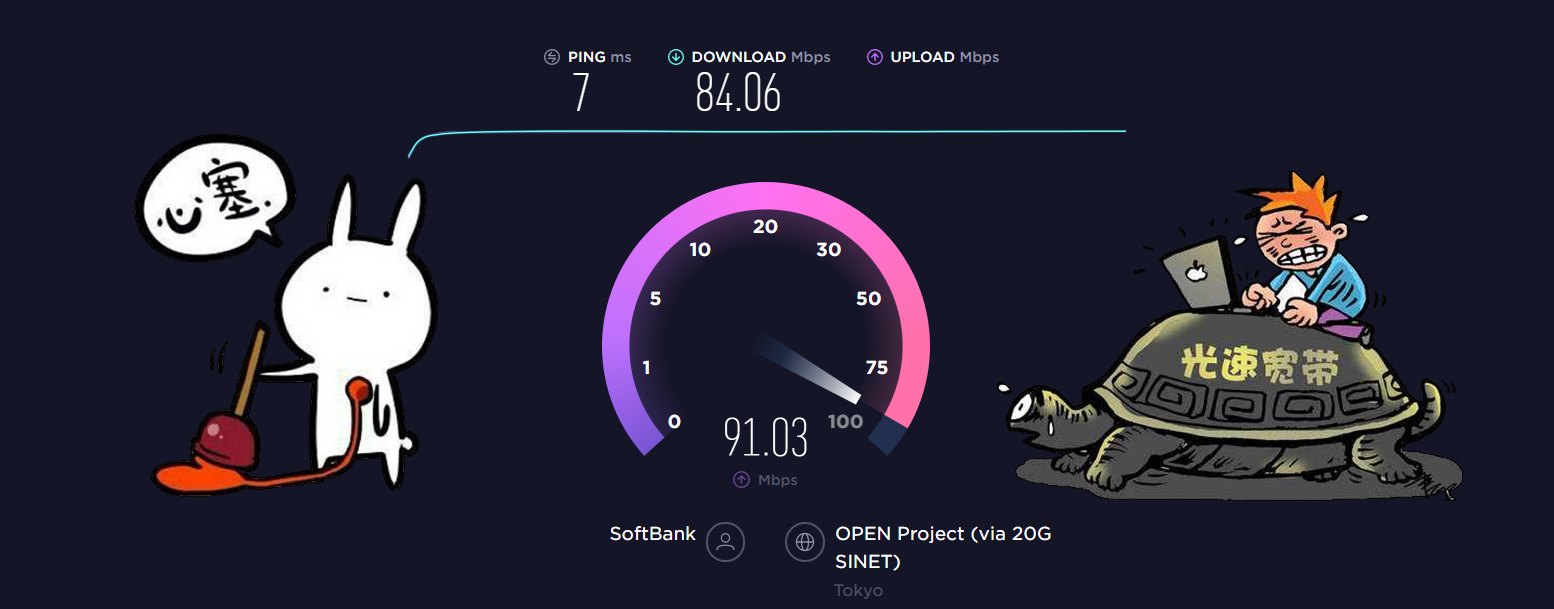 PING ms
7
DOWNLOAD Mbps
84.06
UPLOAD Mbps
心塞
0
1
5
10
20
30
50
75
100
91.03
Mbps
光速宽带
SoftBank
OPEN Project (via 20G
SINET)
Tokyo